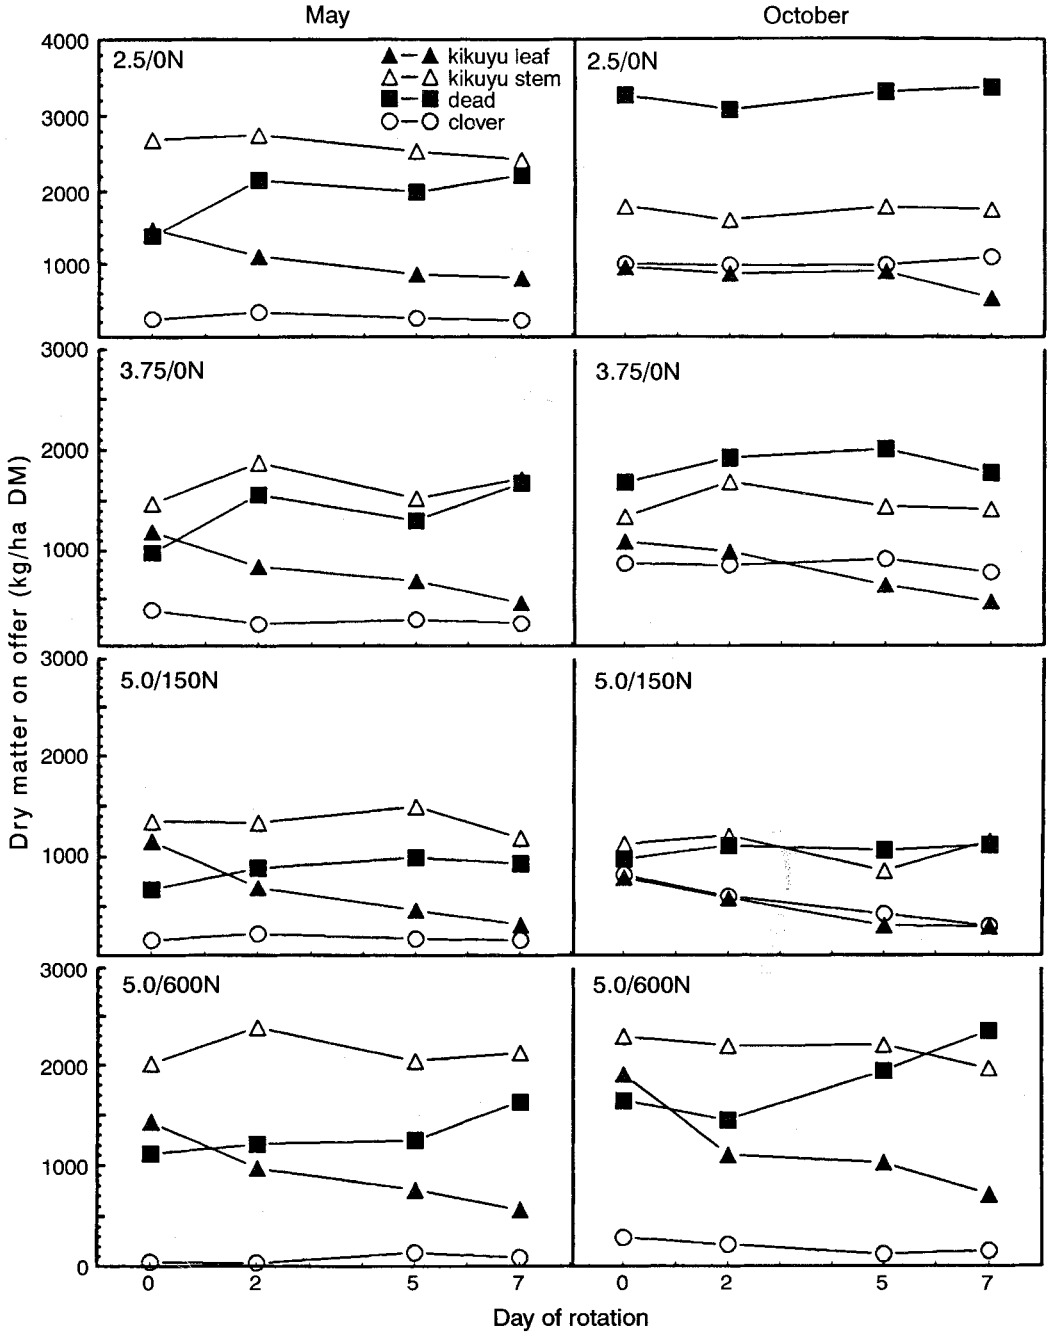 May
October
4000
3000
2000
1000
2.5/0N
kikuyu leaf
kikuyu stem
dead
clover
2.5/0N
3000
2000
1000
3.75/0N
3.75/0N
Dry matter on offer (kg/ha DM)
3000
2000
1000
5.0/150N
5.0/150N
3000
2000
1000
0
5.0/600N
5.0/600N
0 2 5 7
0 2 5 7
Day of rotation